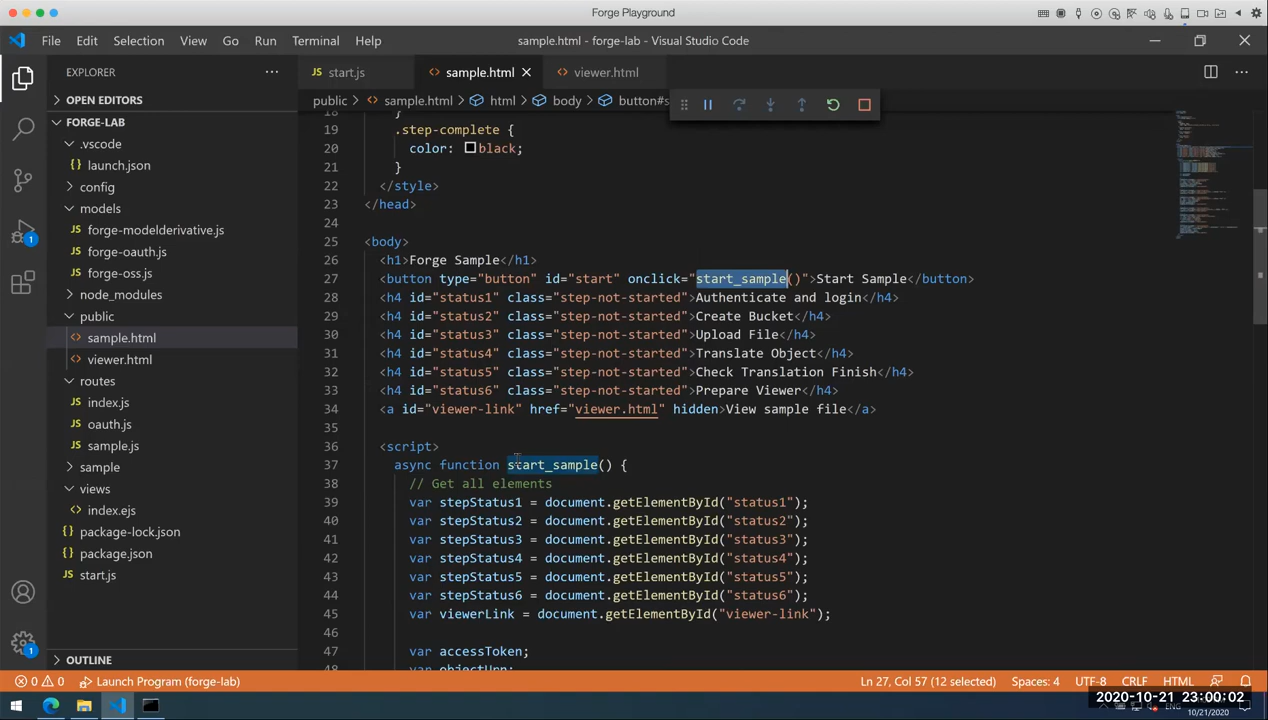 Forge Playground
File Edit Selection View Go Run Terminal Help
sample.html - forge-lab - Visual Studio Code
EXPLORER
OPEN EDITORS
FORGE-LAB
.vscode
launch.json
config
models
forge-modelderivative.js
forge-oauth.js
forge-oss.js
node_modules
public
sample.html
viewer.html
routes
index.js
oauth.js
sample.js
sample
views
index.ejs
package-lock.json
package.json
JS start.js
OUTLINE
1
1
JS start.js
sample.html
viewer.html
public > sample.html > html > body > button#s
18 }
19 .step-complete {
20 color: black;
21 }
22 </style>
23 </head>
24
25 <body>
26 <h1>Forge Sample</h1>
27 <button type="button" id="start" onclick="start_sample()">Start Sample</button>
28 <h4 id="status1" class="step-not-started">Authenticate and login</h4>
29 <h4 id="status2" class="step-not-started">Create Bucket</h4>
30 <h4 id="status3" class="step-not-started">Upload File</h4>
31 <h4 id="status4" class="step-not-started">Translate Object</h4>
32 <h4 id="status5" class="step-not-started">Check Translation Finish</h4>
33 <h4 id="status6" class="step-not-started">Prepare Viewer</h4>
34 <a id="viewer-link" href="viewer.html" hidden>View sample file</a>
35
36 <script>
37 async function start_sample() {
38 // Get all elements
39 var stepStatus1 = document.getElementById("status1");
40 var stepStatus2 = document.getElementById("status2");
41 var stepStatus3 = document.getElementById("status3");
42 var stepStatus4 = document.getElementById("status4");
43 var stepStatus5 = document.getElementById("status5");
44 var stepStatus6 = document.getElementById("status6");
45 var viewerLink = document.getElementById("viewer-link");
46
47 var accessToken;
48 var objectUrn;
0 0 Launch Program (forge-lab)
Ln 27, Col 57 (12 selected) Spaces: 4 UTF-8 CRLF HTML
2020-10-21 23:00:02
ENG
10/21/2020